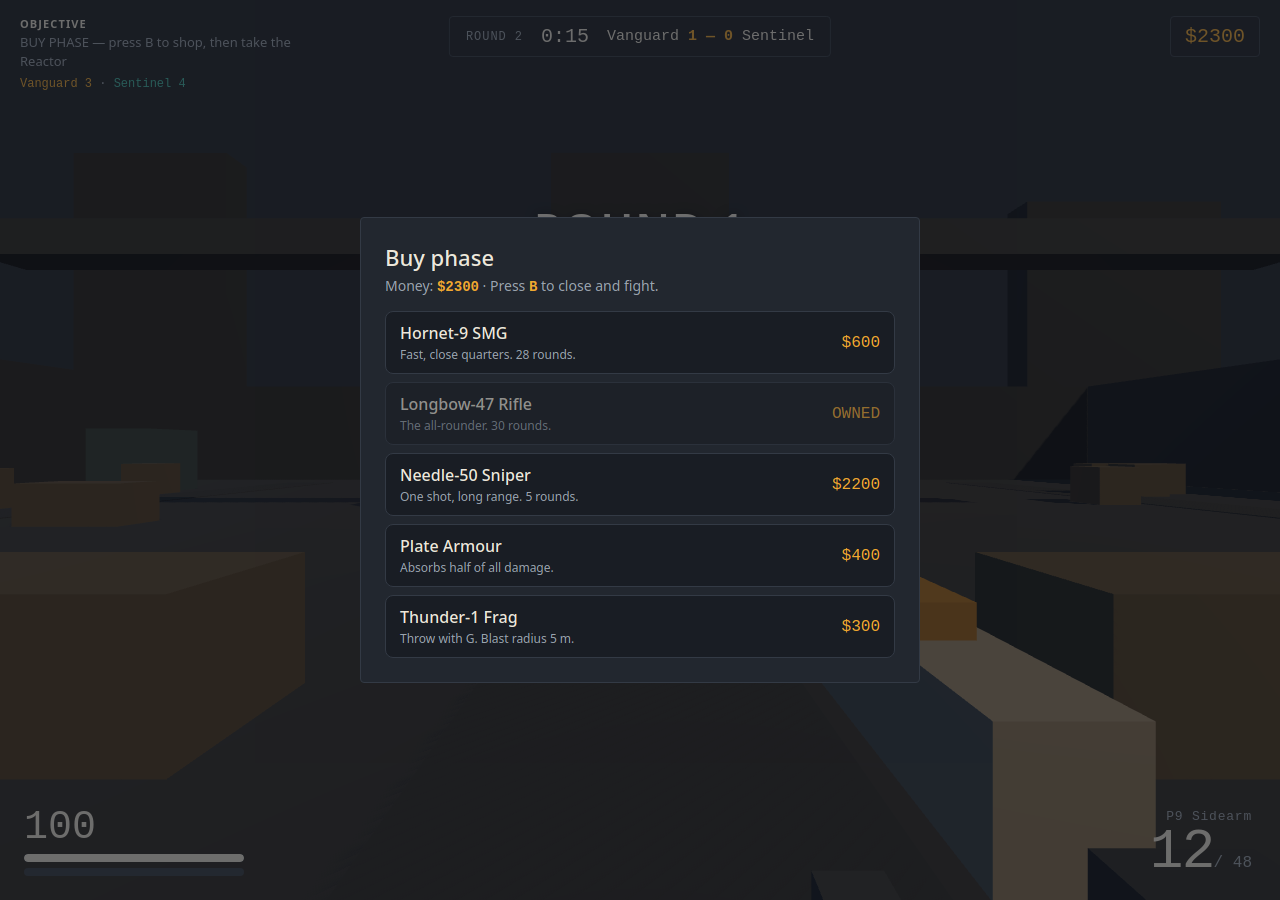 OBJECTIVE
BUY PHASE — press B to shop, then take the
Reactor
Vanguard 3 · Sentinel 4
ROUND 2 0:15 Vanguard 1 — 0 Sentinel
$2300
Buy phase
Money: $2300 · Press B to close and fight.
Hornet-9 SMG
Fast, close quarters. 28 rounds.
$600
Longbow-47 Rifle
The all-rounder. 30 rounds.
OWNED
Needle-50 Sniper
One shot, long range. 5 rounds.
$2200
Plate Armour
Absorbs half of all damage.
$400
Thunder-1 Frag
Throw with G. Blast radius 5 m.
$300
100
P9 Sidearm
12 / 48